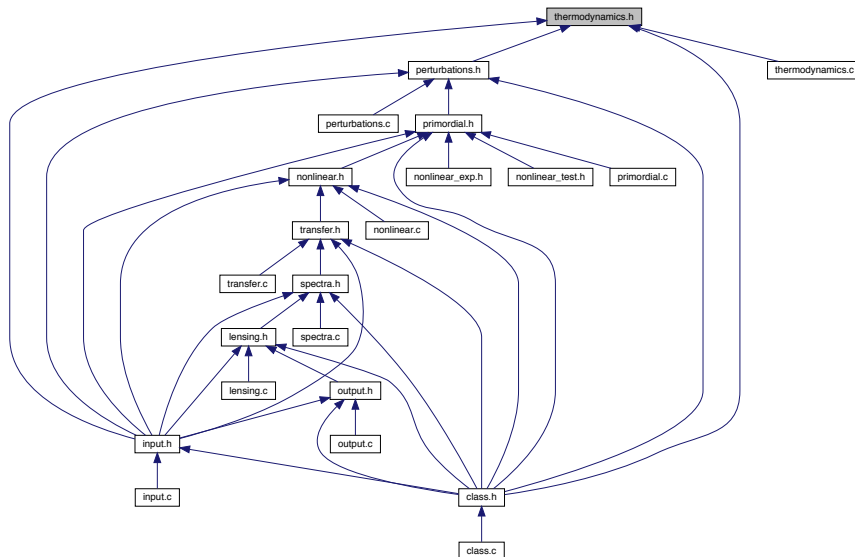 thermodynamics.h
perturbations.h
thermodynamics.c
perturbations.c
primordial.h
nonlinear.h
nonlinear_exp.h
nonlinear_test.h
primordial.c
transfer.h
nonlinear.c
transfer.c
spectra.h
lensing.h
spectra.c
lensing.c
output.h
input.h
output.c
input.c
class.h
class.c